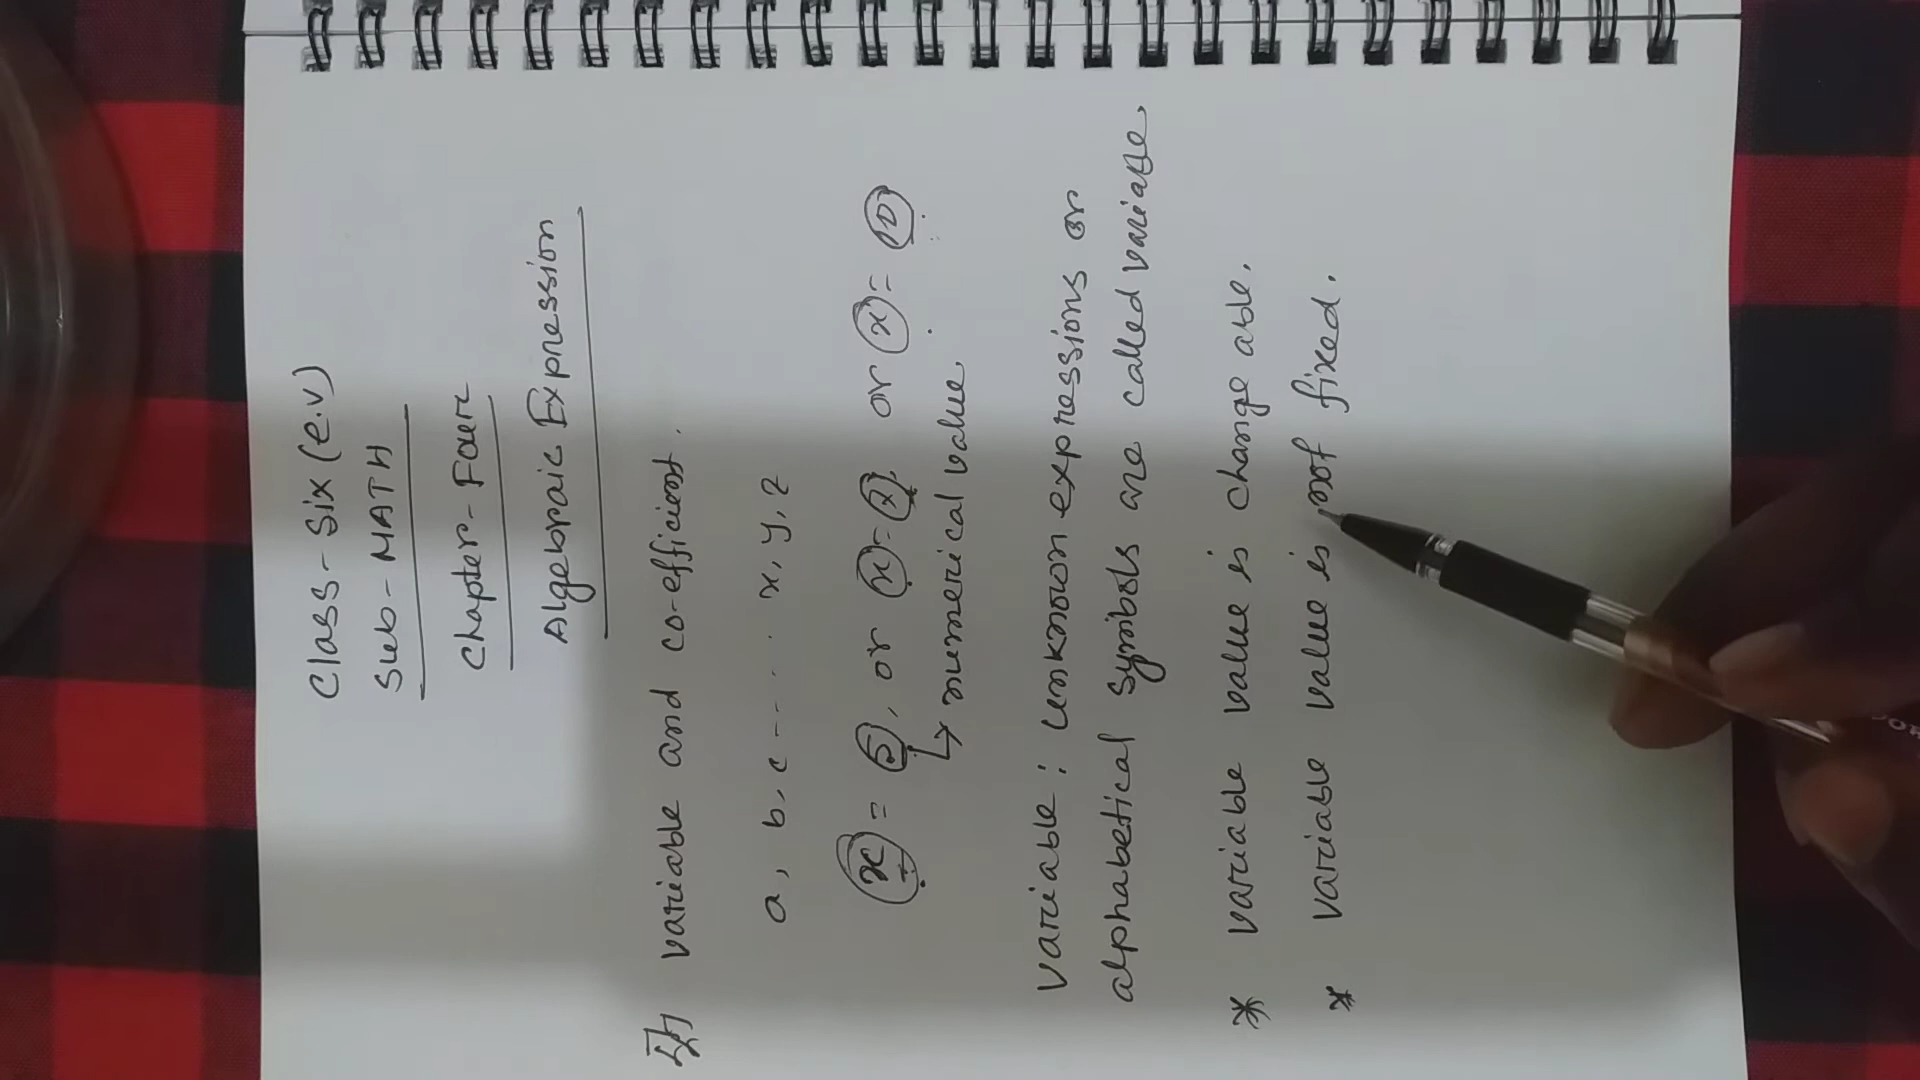 Class-Six (e.v)
Sub-MATH
Chapter-Four
Algebraic Expression
variable and co-efficient.
a, b, c --- . . x, y, z
x = 5, or x = or x = 10
↳ numerical value.
Variable: unknown expressions or
alphabetical symbols are called variable.
* variable value is change able.
* variable value is not fixed.